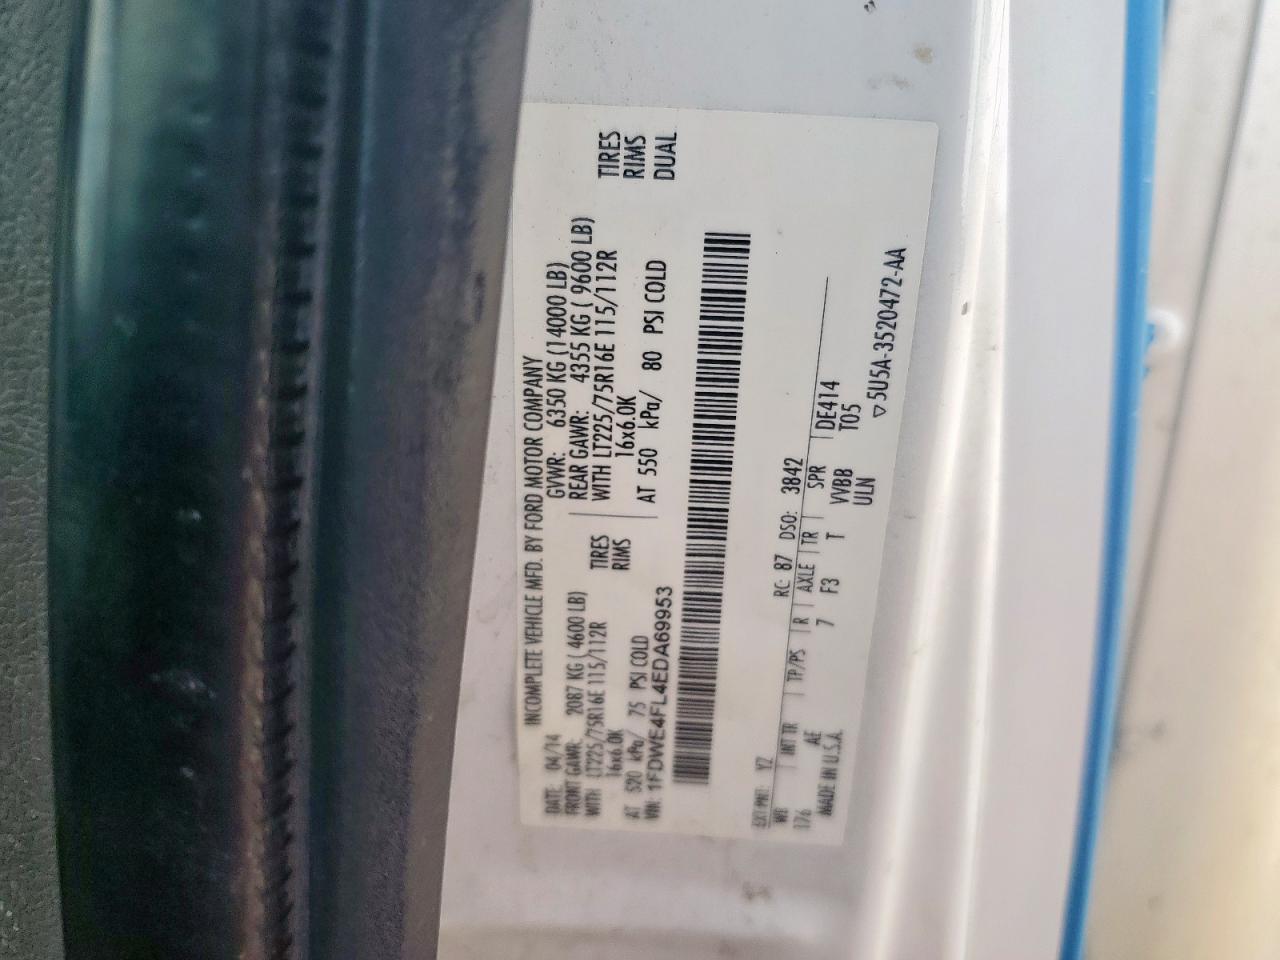 INCOMPLETE VEHICLE MFD. BY FORD MOTOR COMPANY
DATE: 04/14 GVWR: 6350 KG (14000 LB)
FRONT GAWR: 2087 KG ( 4600 LB) REAR GAWR: 4355 KG ( 9600 LB)
WITH LT225/75R16E 115/112R TIRES WITH LT225/75R16E 115/112R TIRES
16x6.0K RIMS 16x6.0K RIMS
AT 520 kPa/ 75 PSI COLD AT 550 kPa/ 80 PSI COLD DUAL
VIN: 1FDWE4FL4EDA69953
EXT PNT: YZ RC: 87 DSO: 3842
WB INT TR TP/PS R AXLE TR SPR DE414
176 AE 7 F3 T VVBB T05
MADE IN U.S.A. ULN
▽5U5A-3520472-AA